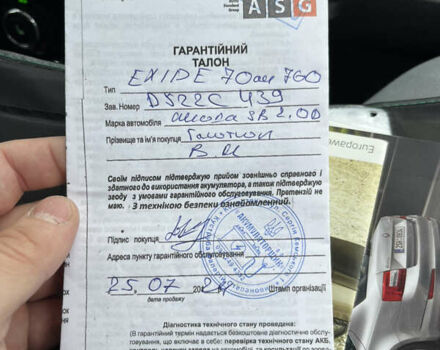 ASG
ГАРАНТІЙНИЙ
ТАЛОН
Тип EXIDE 70ач 760
Зав. Номер D522C 439
Марка автомобіля SB 2.0D
Прізвище та ім'я покупця
В.И
Своїм підписом підтверджую прийом зовнішньо справного і
здатного до використання акумулятора, а також підтверджую
згоду з умовами гарантійного обслуговування. Претензій не
маю. З технікою безпеки ознайомлений.
Підпис покупця
Адреса пункту гарантійного обслуговування
25.07 2024 Штамп організації
дата продажу
Діагностика технічного стану проведена:
(В гарантійний термін надається безкоштовне діагностичне обслу-
говування, що включає в себе: перевірка технічного стану АКБ,
Europawe